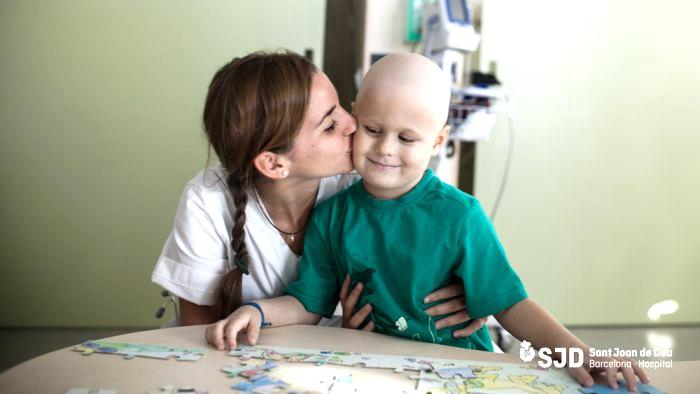 SJD Sant Joan de Déu
Barcelona · Hospital